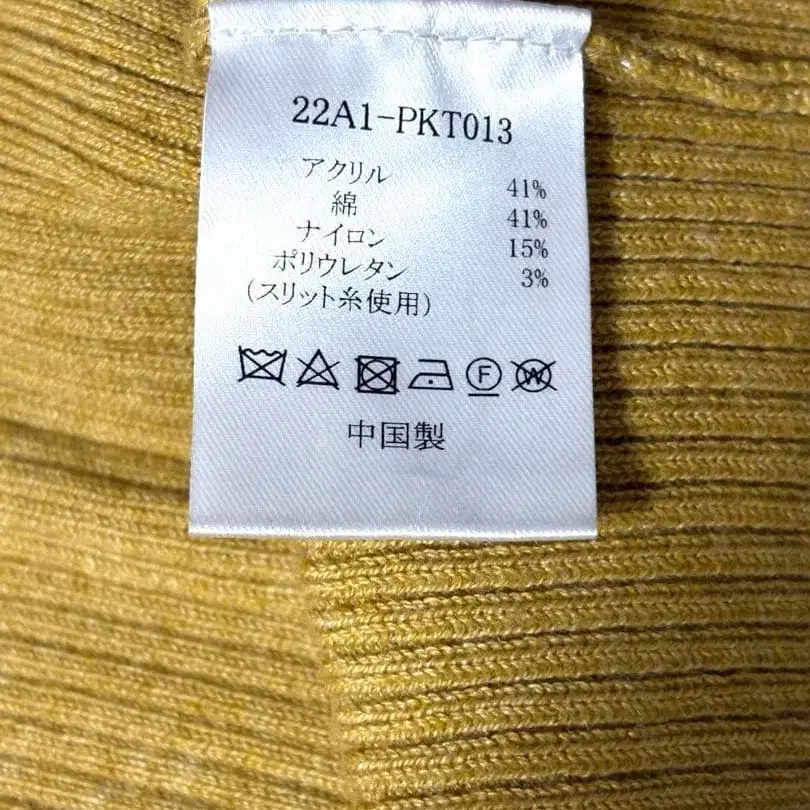 22A1-PKT013
アクリル 41%
綿 41%
ナイロン 15%
ポリウレタン 3%
(スリット糸使用)
F W
中国製